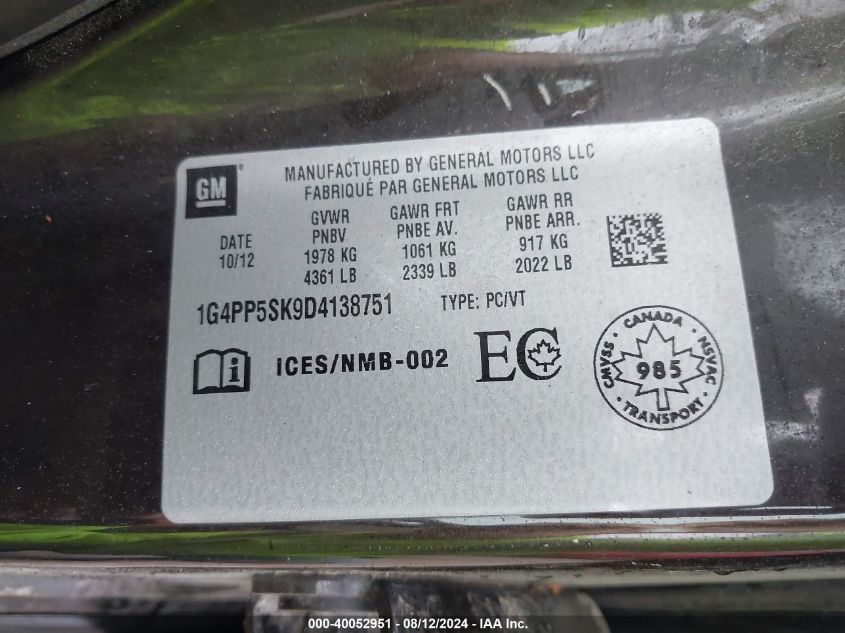 GM
MANUFACTURED BY GENERAL MOTORS LLC
FABRIQUÉ PAR GENERAL MOTORS LLC
DATE
10/12
GVWR
PNBV
1978 KG
4361 LB
GAWR FRT
PNBE AV.
1061 KG
2339 LB
GAWR RR
PNBE ARR.
917 KG
2022 LB
1G4PP5SK9D4138751 TYPE: PC/VT
i ICES/NMB-002 EC
CANADA
CMVSS · 985 · NSVAC
TRANSPORT
000-40052951 - 08/12/2024 - IAA Inc.